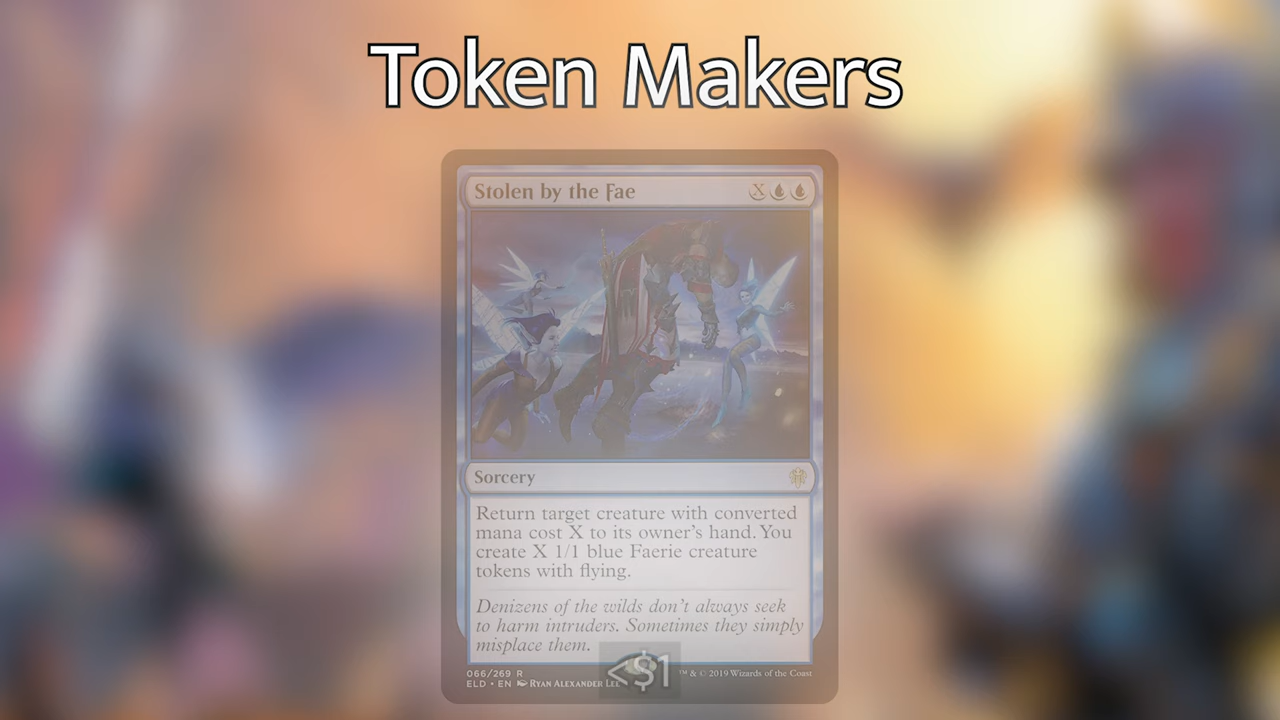 Token Makers
Stolen by the Fae X
Sorcery
Return target creature with converted
mana cost X to its owner's hand. You
create X 1/1 blue Faerie creature
tokens with flying.
Denizens of the wilds don't always seek
to harm intruders. Sometimes they simply
misplace them.
<$1
066/269 R
™ & © 2019 Wizards of the Coast
ELD • EN Ryan Alexander Lee